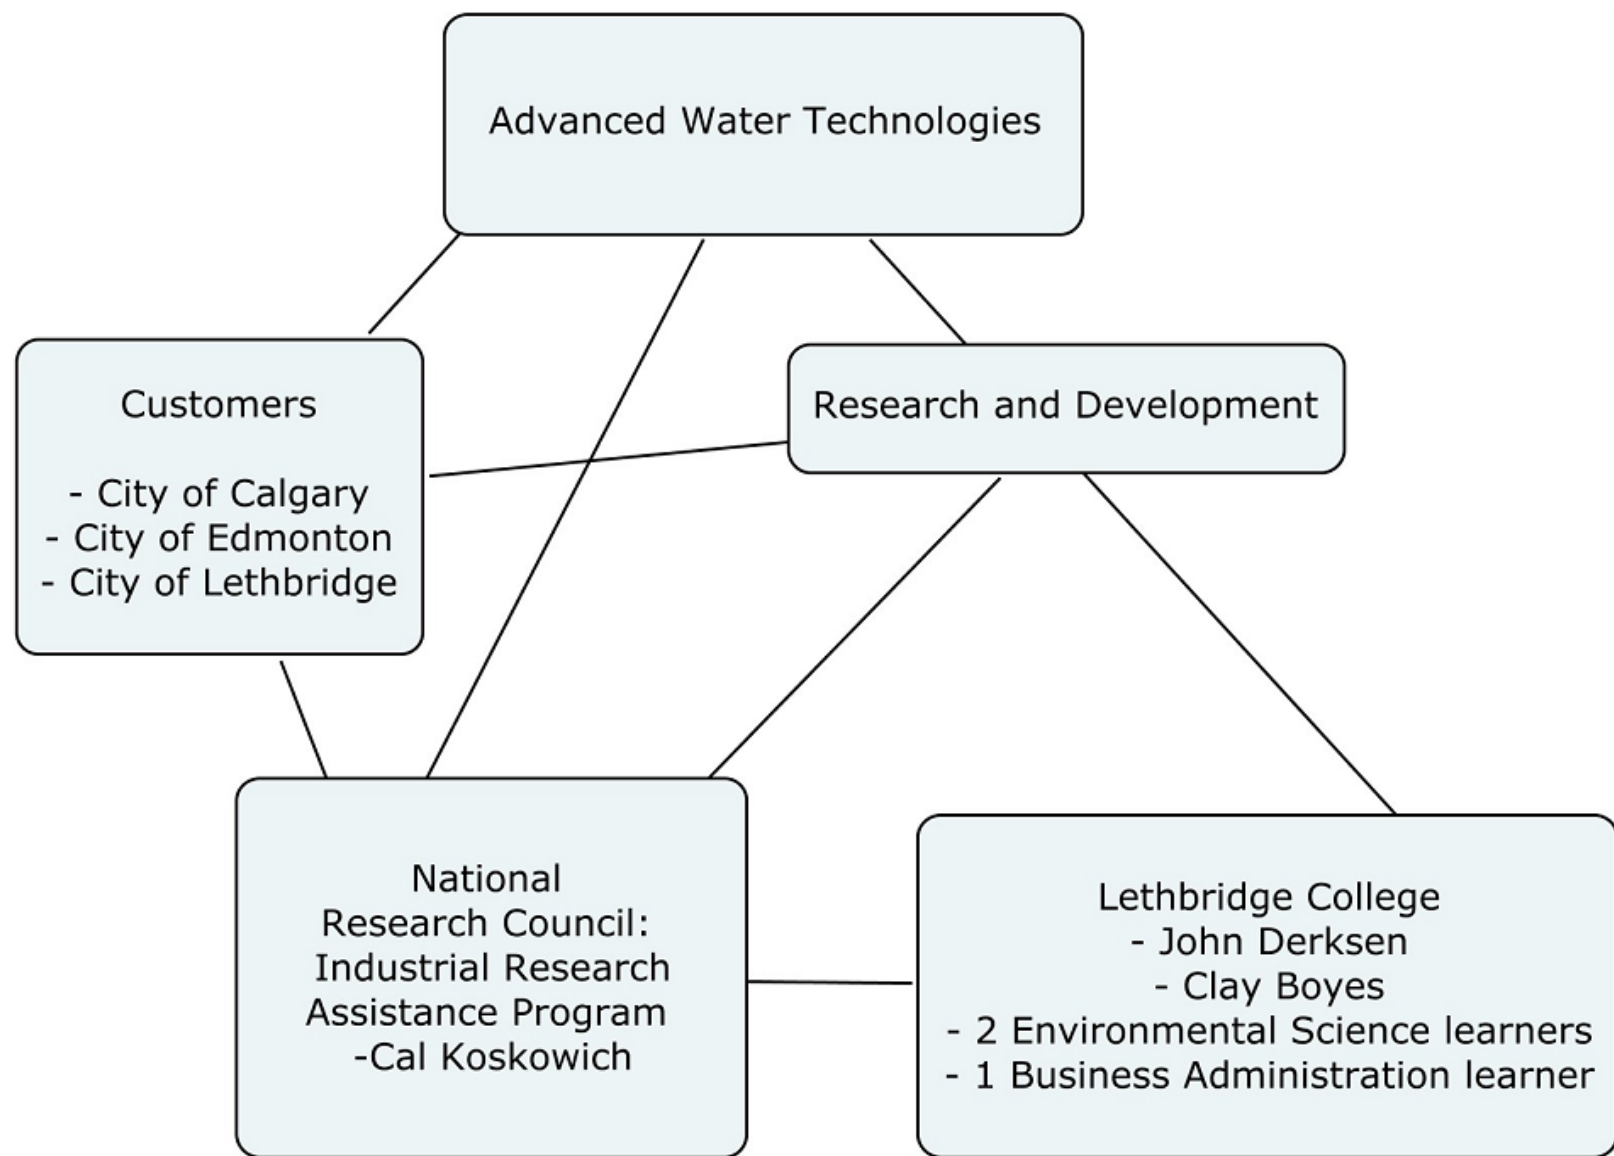 Advanced Water Technologies
Customers
- City of Calgary
- City of Edmonton
- City of Lethbridge
Research and Development
National
Research Council:
Industrial Research
Assistance Program
-Cal Koskowich
Lethbridge College
- John Derksen
- Clay Boyes
- 2 Environmental Science learners
- 1 Business Administration learner